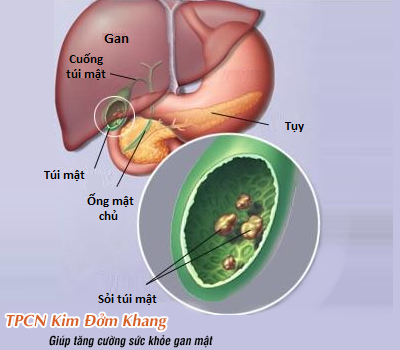 Gan
Cuống
túi mật
Tụy
Túi mật
Ống mật
chủ
Sỏi túi mật
TPCN Kim Đởm Khang
Giúp tăng cường sức khỏe gan mật